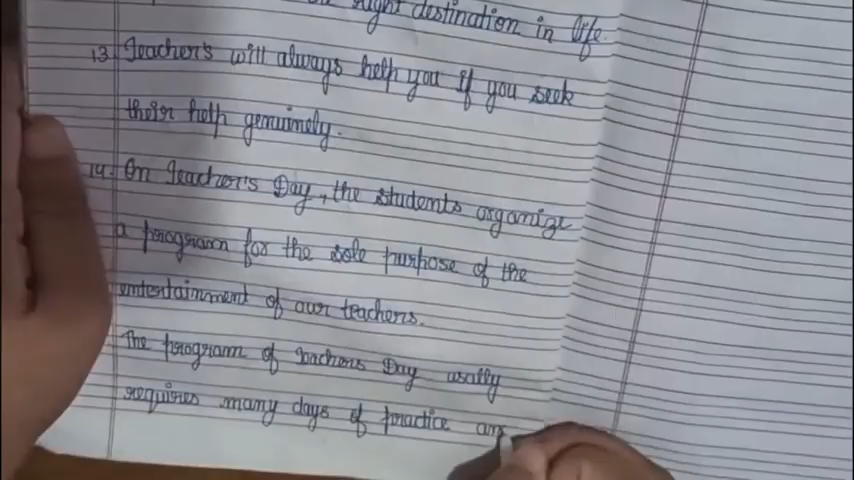 right destination in life.
13. Teacher's will always help you if you seek
their help genuinely.
14. On Teacher's Day, the students organize
a program for the sole purpose of the
entertainment of our teachers.
The program of Teachers Day usally
requires many days of practice an